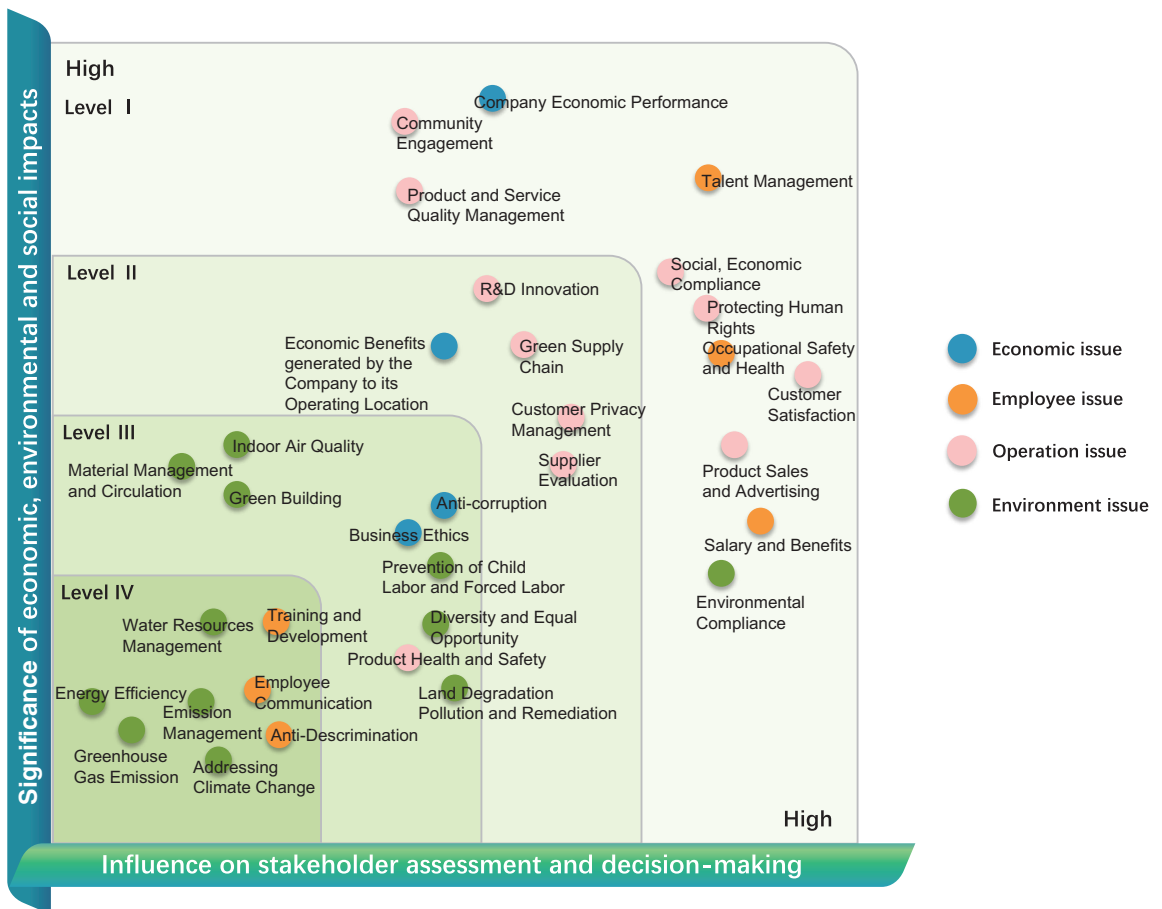 Significance of economic, environmental and social impacts
High
Level I
Company Economic Performance
Community
Engagement
Talent Management
Product and Service
Quality Management
Level II
Social, Economic
Compliance
R&D Innovation
Protecting Human
Rights
Economic Benefits
generated by the
Company to its
Operating Location
Green Supply
Chain
Occupational Safety
and Health
Customer
Satisfaction
Customer Privacy
Management
Level III
Indoor Air Quality
Material Management
and Circulation
Green Building
Supplier
Evaluation
Product Sales
and Advertising
Anti-corruption
Business Ethics
Salary and Benefits
Prevention of Child
Labor and Forced Labor
Environmental
Compliance
Level IV
Water Resources
Management
Training and
Development
Diversity and Equal
Opportunity
Product Health and Safety
Energy Efficiency
Emission
Management
Employee
Communication
Land Degradation
Pollution and Remediation
Anti-Descrimination
Greenhouse
Gas Emission
Addressing
Climate Change
High
Influence on stakeholder assessment and decision-making
Economic issue
Employee issue
Operation issue
Environment issue